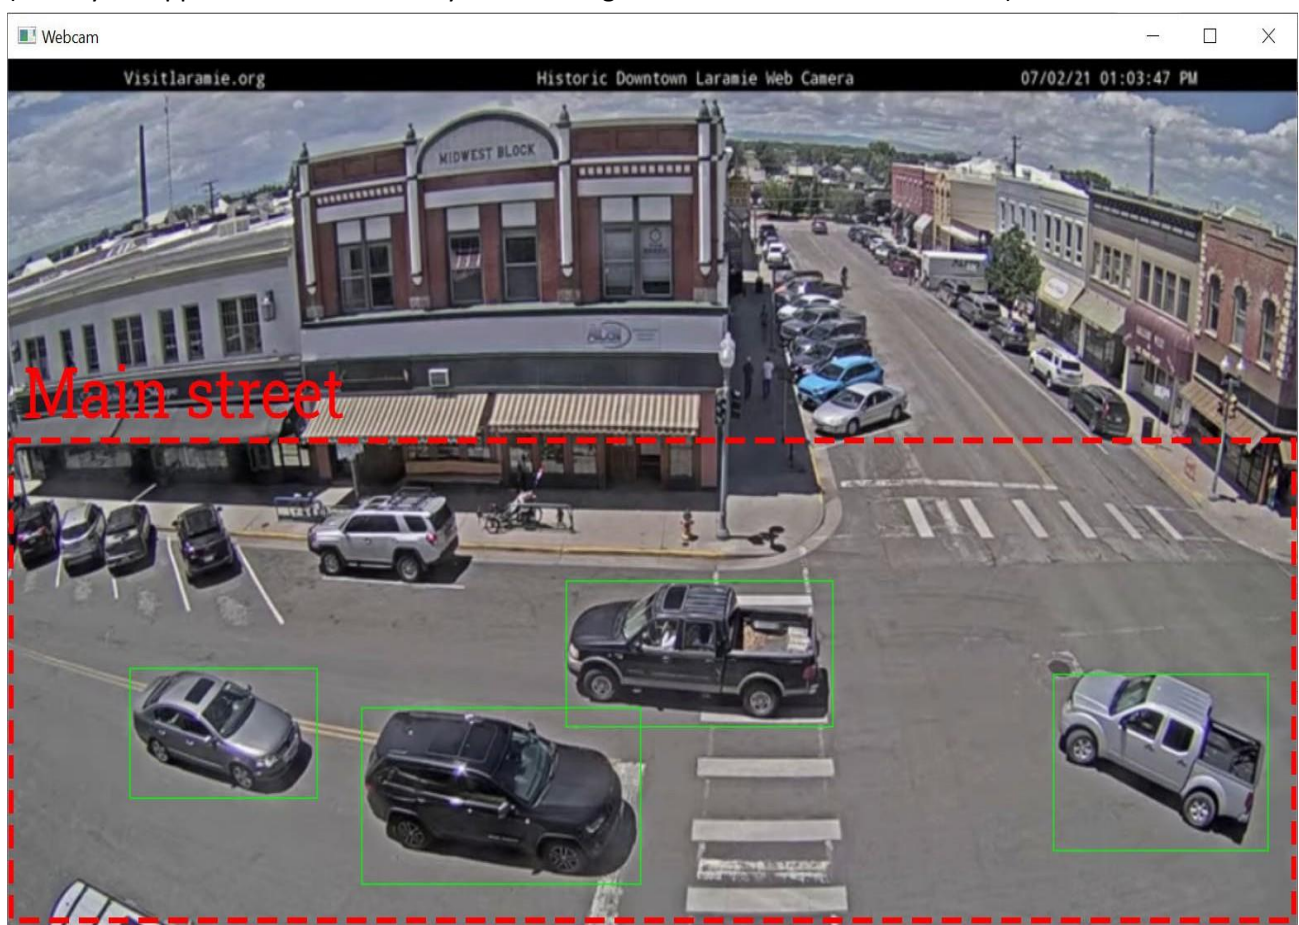 Webcam
Visitlaramie.org
Historic Downtown Laramie Web Camera
07/02/21 01:03:47 PM
MIDWEST BLOCK
Main street